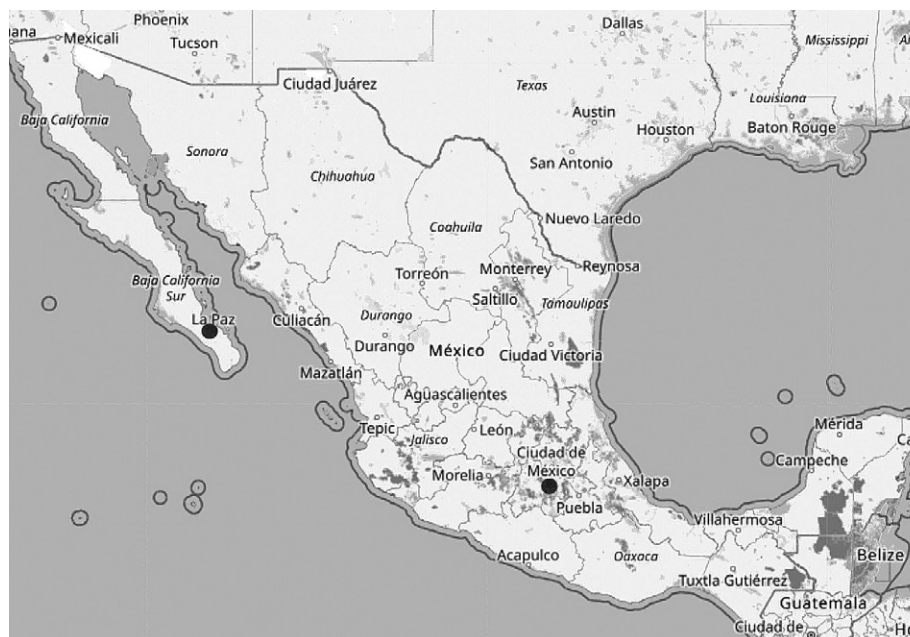 Phoenix
Dallas
Mexicali
Tucson
Mississippi
Ciudad Juárez
Texas
Louisiana
Baja California
Austin
Houston
Baton Rouge
Sonora
San Antonio
Chihuahua
Nuevo Laredo
Coahuila
Reynosa
Torreón
Monterrey
Baja California
Sur
Saltillo
Tamaulipas
La Paz
Culiacán
Durango
Durango
México
Ciudad Victoria
Mazatlán
Aguascalientes
Mérida
Tepic
León
Jalisco
Ciudad de
México
Campeche
Morelia
Xalapa
Puebla
Villahermosa
Acapulco
Oaxaca
Belize
Tuxtla Gutiérrez
Guatemala
Ciudad de